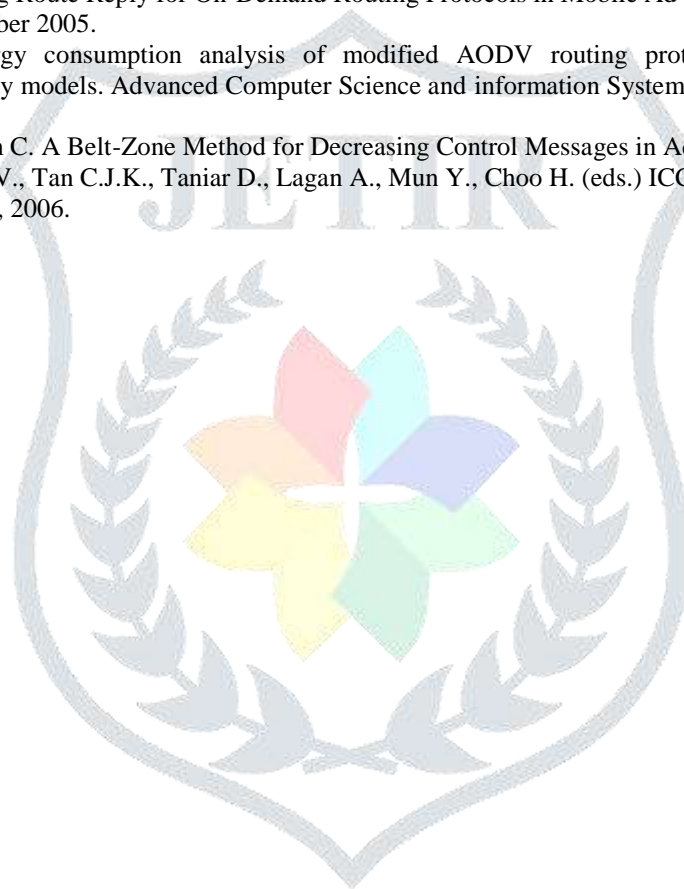 Route Reply for On-Demand Routing Protocols in Mobile Ad
ber 2005.
rgy consumption analysis of modified AODV routing prot
y models. Advanced Computer Science and information System
n C. A Belt-Zone Method for Decreasing Control Messages in A
V., Tan C.J.K., Taniar D., Lagan A., Mun Y., Choo H. (eds.) ICC
, 2006.
JETIR